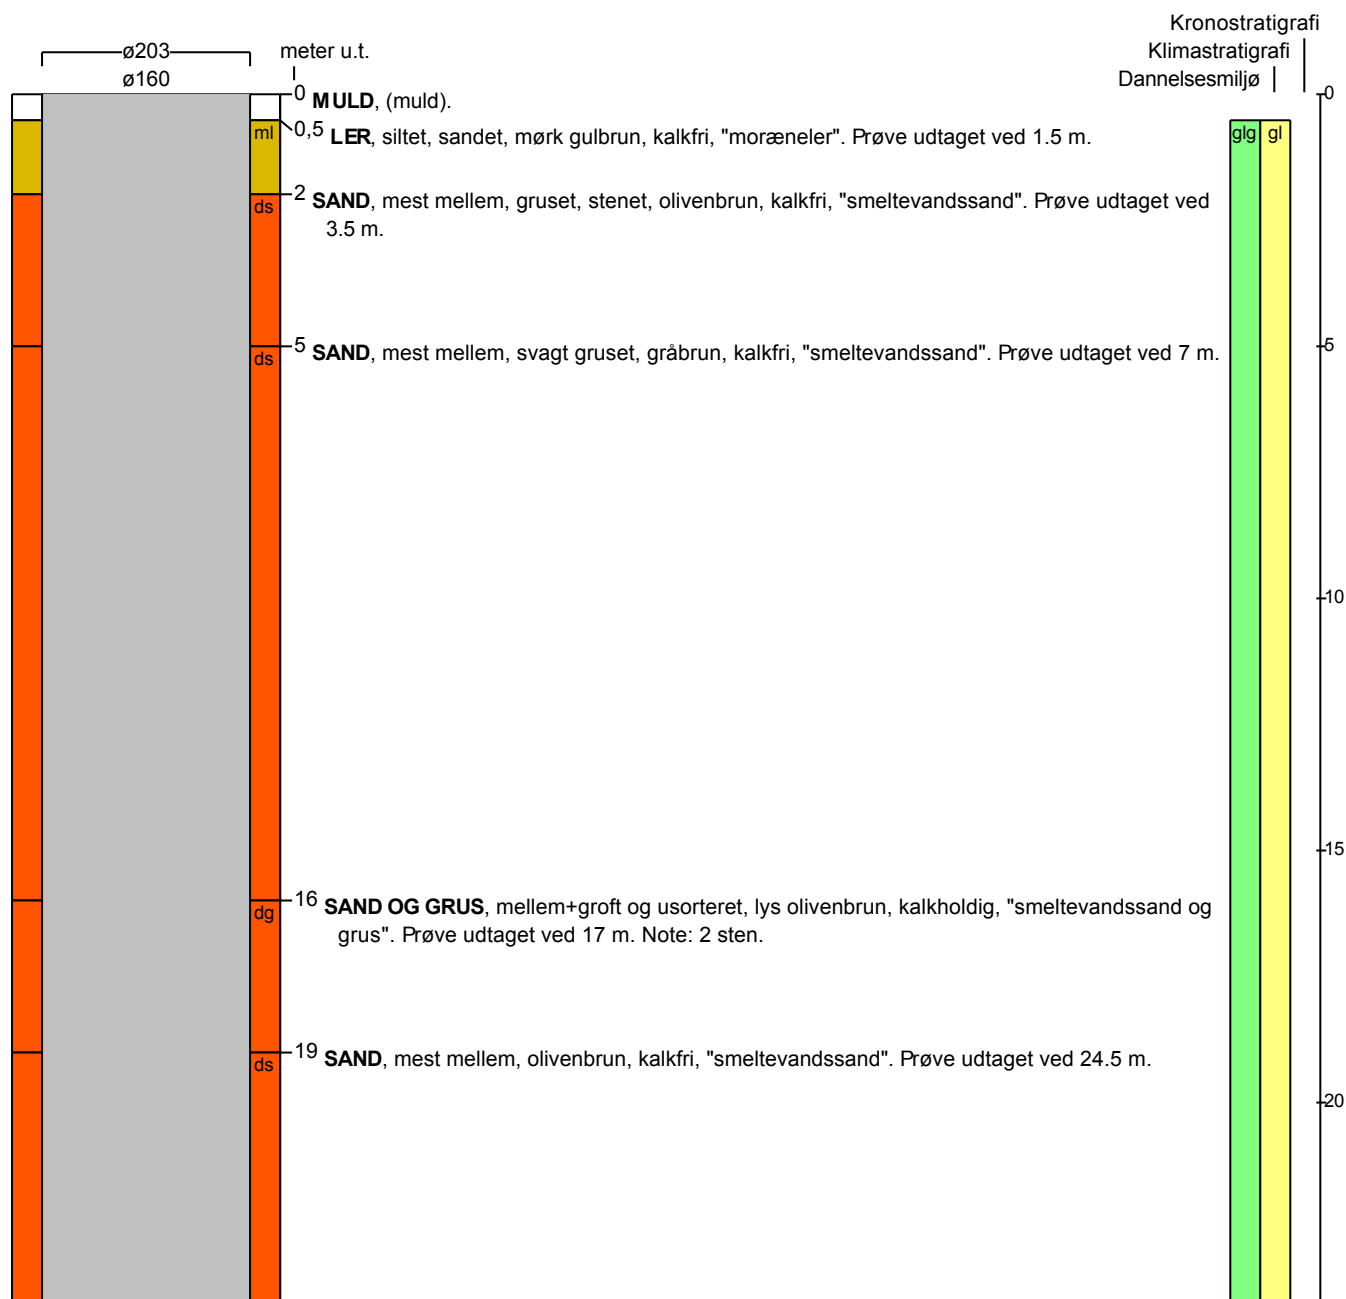 Kronostratigrafi
ø203 meter u.t. Klimastratigrafi
ø160 Dannelsesmiljø
0 MULD, (muld). 0
ml 0,5 LER, siltet, sandet, mørk gulbrun, kalkfri, "moræneler". Prøve udtaget ved 1.5 m. glg gl
ds 2 SAND, mest mellem, gruset, stenet, olivenbrun, kalkfri, "smeltevandssand". Prøve udtaget ved
3.5 m.
ds 5 SAND, mest mellem, svagt gruset, gråbrun, kalkfri, "smeltevandssand". Prøve udtaget ved 7 m. 5
10
15
dg 16 SAND OG GRUS, mellem+groft og usorteret, lys olivenbrun, kalkholdig, "smeltevandssand og
grus". Prøve udtaget ved 17 m. Note: 2 sten.
ds 19 SAND, mest mellem, olivenbrun, kalkfri, "smeltevandssand". Prøve udtaget ved 24.5 m.
20